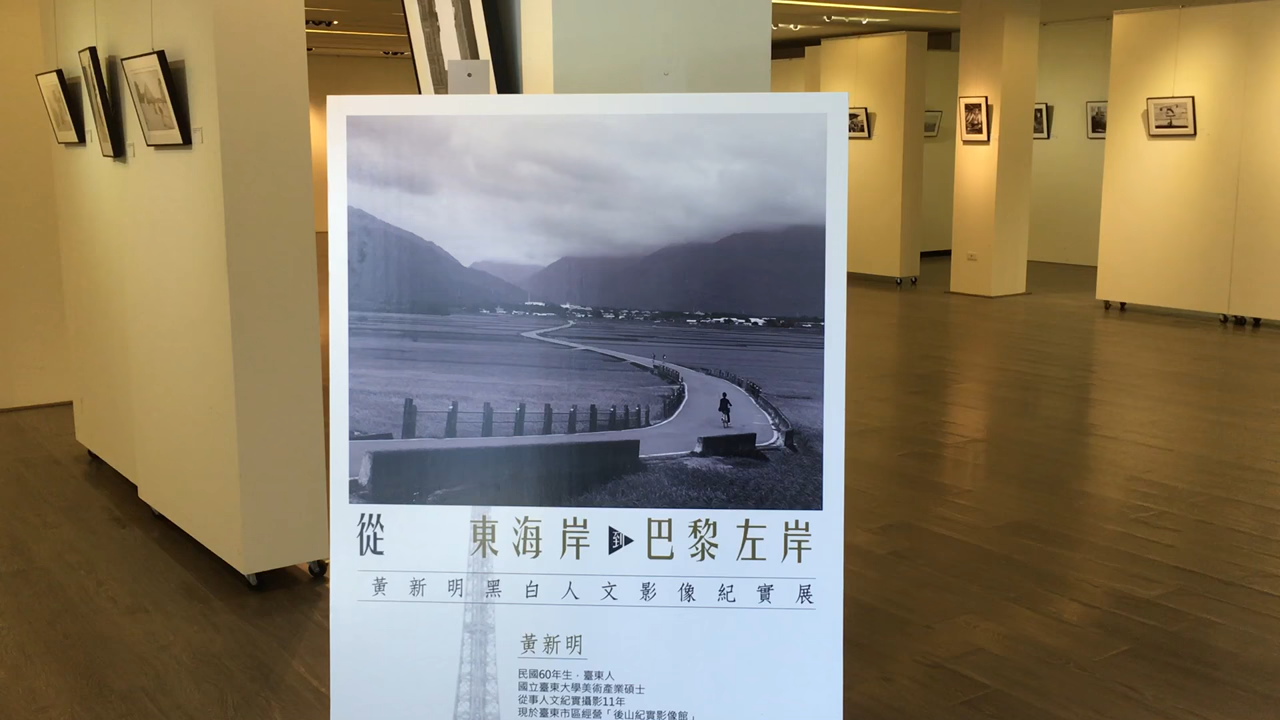 從 東海岸到巴黎左岸
黃新明黑白人文影像紀實展
黃新明
民國60年生．臺東人
國立臺東大學美術產業碩士
從事人文紀實攝影11年
現於臺東市區經營「後山紀實影像館」